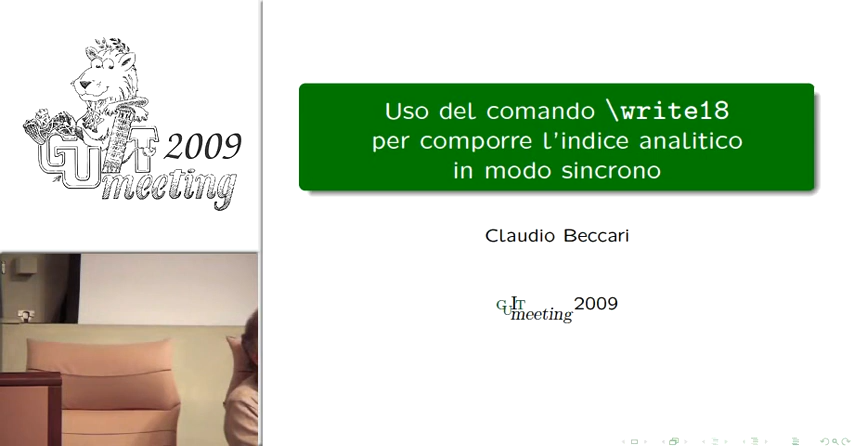 GUIT 2009
meeting
Uso del comando \write18
per comporre l'indice analitico
in modo sincrono
Claudio Beccari
GUIT
meeting 2009